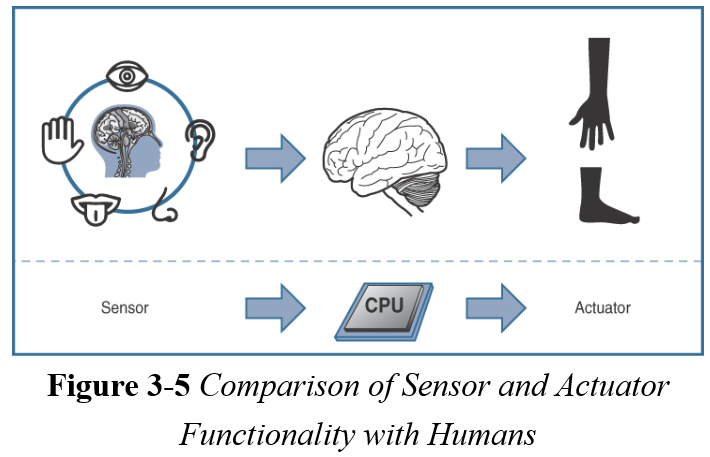 Sensor
CPU
Actuator
Figure 3-5 Comparison of Sensor and Actuator
Functionality with Humans